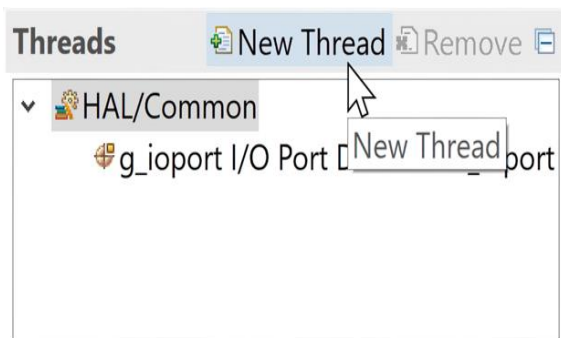 Threads New Thread Remove
HAL/Common
g_ioport I/O Port port
New Thread